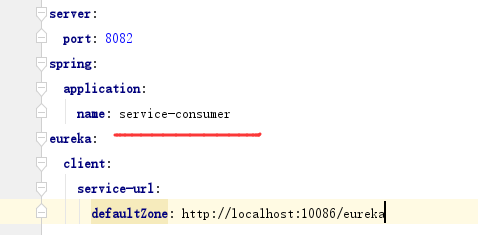 server:
port: 8082
spring:
application:
name: service-consumer
eureka:
client:
service-url:
defaultZone: http://localhost:10086/eureka